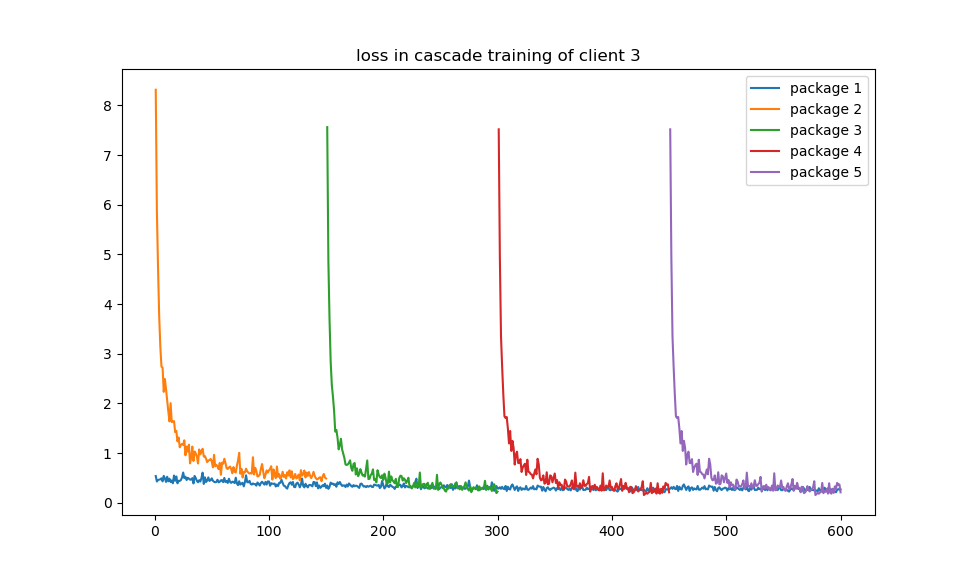 loss in cascade training of client 3
package 1
package 2
package 3
package 4
package 5
8
7
6
5
4
3
2
1
0
0 100 200 300 400 500 600